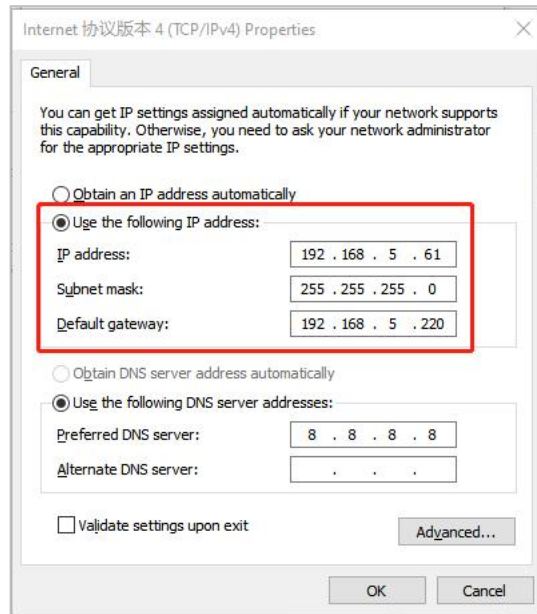 Internet 协议版本 4 (TCP/IPv4) Properties
General
You can get IP settings assigned automatically if your network supports
this capability. Otherwise, you need to ask your network administrator
for the appropriate IP settings.
Obtain an IP address automatically
Use the following IP address:
IP address: 192 . 168 . 5 . 61
Subnet mask: 255 . 255 . 255 . 0
Default gateway: 192 . 168 . 5 . 220
Obtain DNS server address automatically
Use the following DNS server addresses:
Preferred DNS server: 8 . 8 . 8 . 8
Alternate DNS server: . . .
Validate settings upon exit
Advanced...
OK Cancel